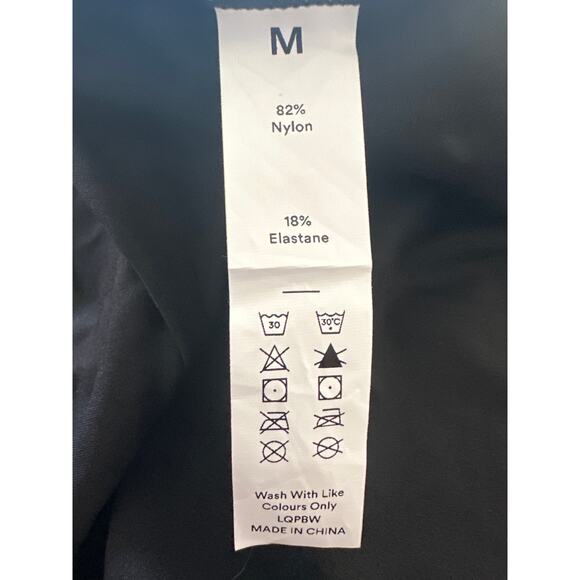 M
82%
Nylon
18%
Elastane
30 30°C
Wash With Like
Colours Only
LQPBW
MADE IN CHINA